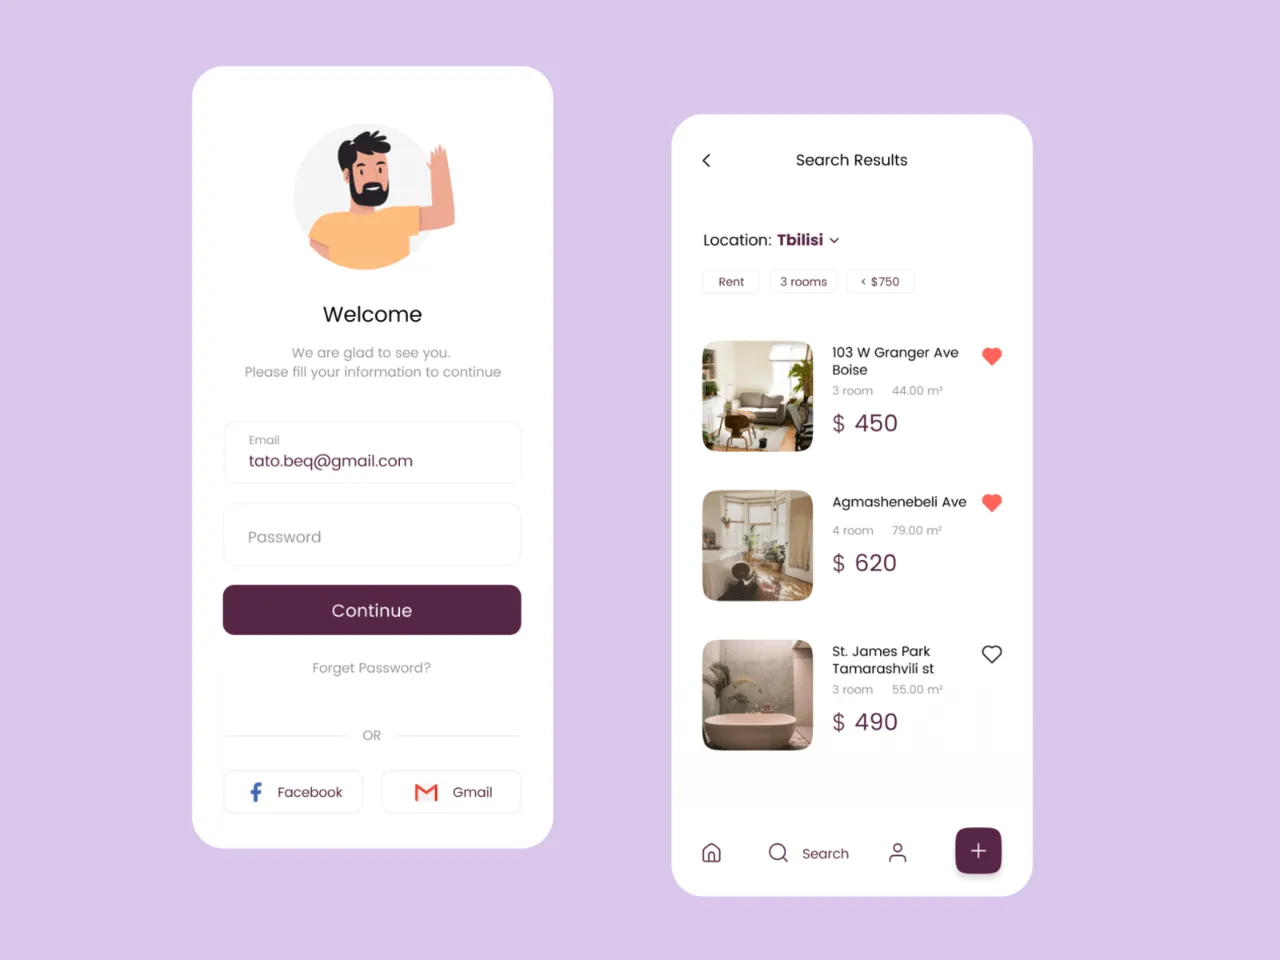 Welcome
We are glad to see you.
Please fill your information to continue
Email
tato.beq@gmail.com
Password
Continue
Forget Password?
OR
Facebook
Gmail
Search Results
Location: Tbilisi
Rent
3 rooms
< $750
103 W Granger Ave
Boise
3 room 44.00 m²
$ 450
Agmashenebeli Ave
4 room 79.00 m²
$ 620
St. James Park
Tamarashvili st
3 room 55.00 m²
$ 490
Search